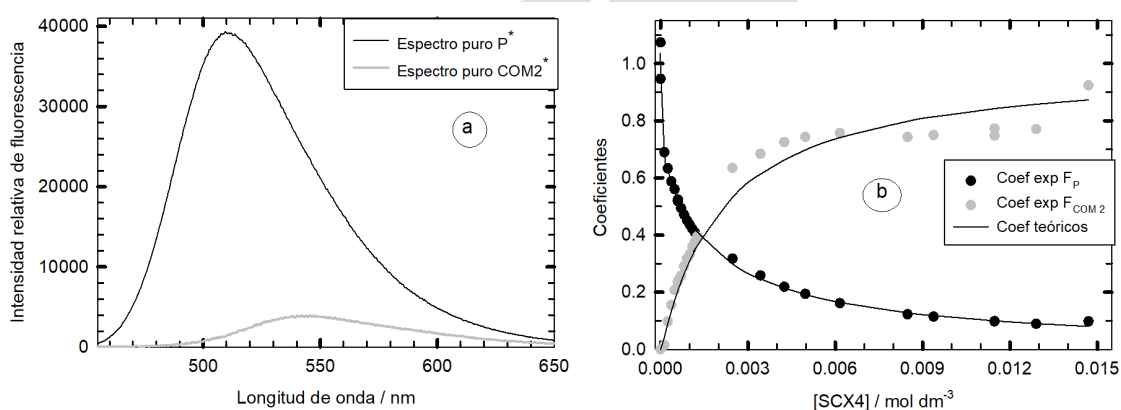 Intensidad relativa de fluorescencia
40000
30000
20000
10000
0
Espectro puro P*
Espectro puro COM2*
a
500
550
600
650
Longitud de onda / nm
Coeficientes
1.0
0.8
0.6
0.4
0.2
0.0
b
Coef exp F_P
Coef exp F_COM 2
Coef teóricos
0.000
0.003
0.006
0.009
0.012
0.015
[SCX4] / mol dm⁻³